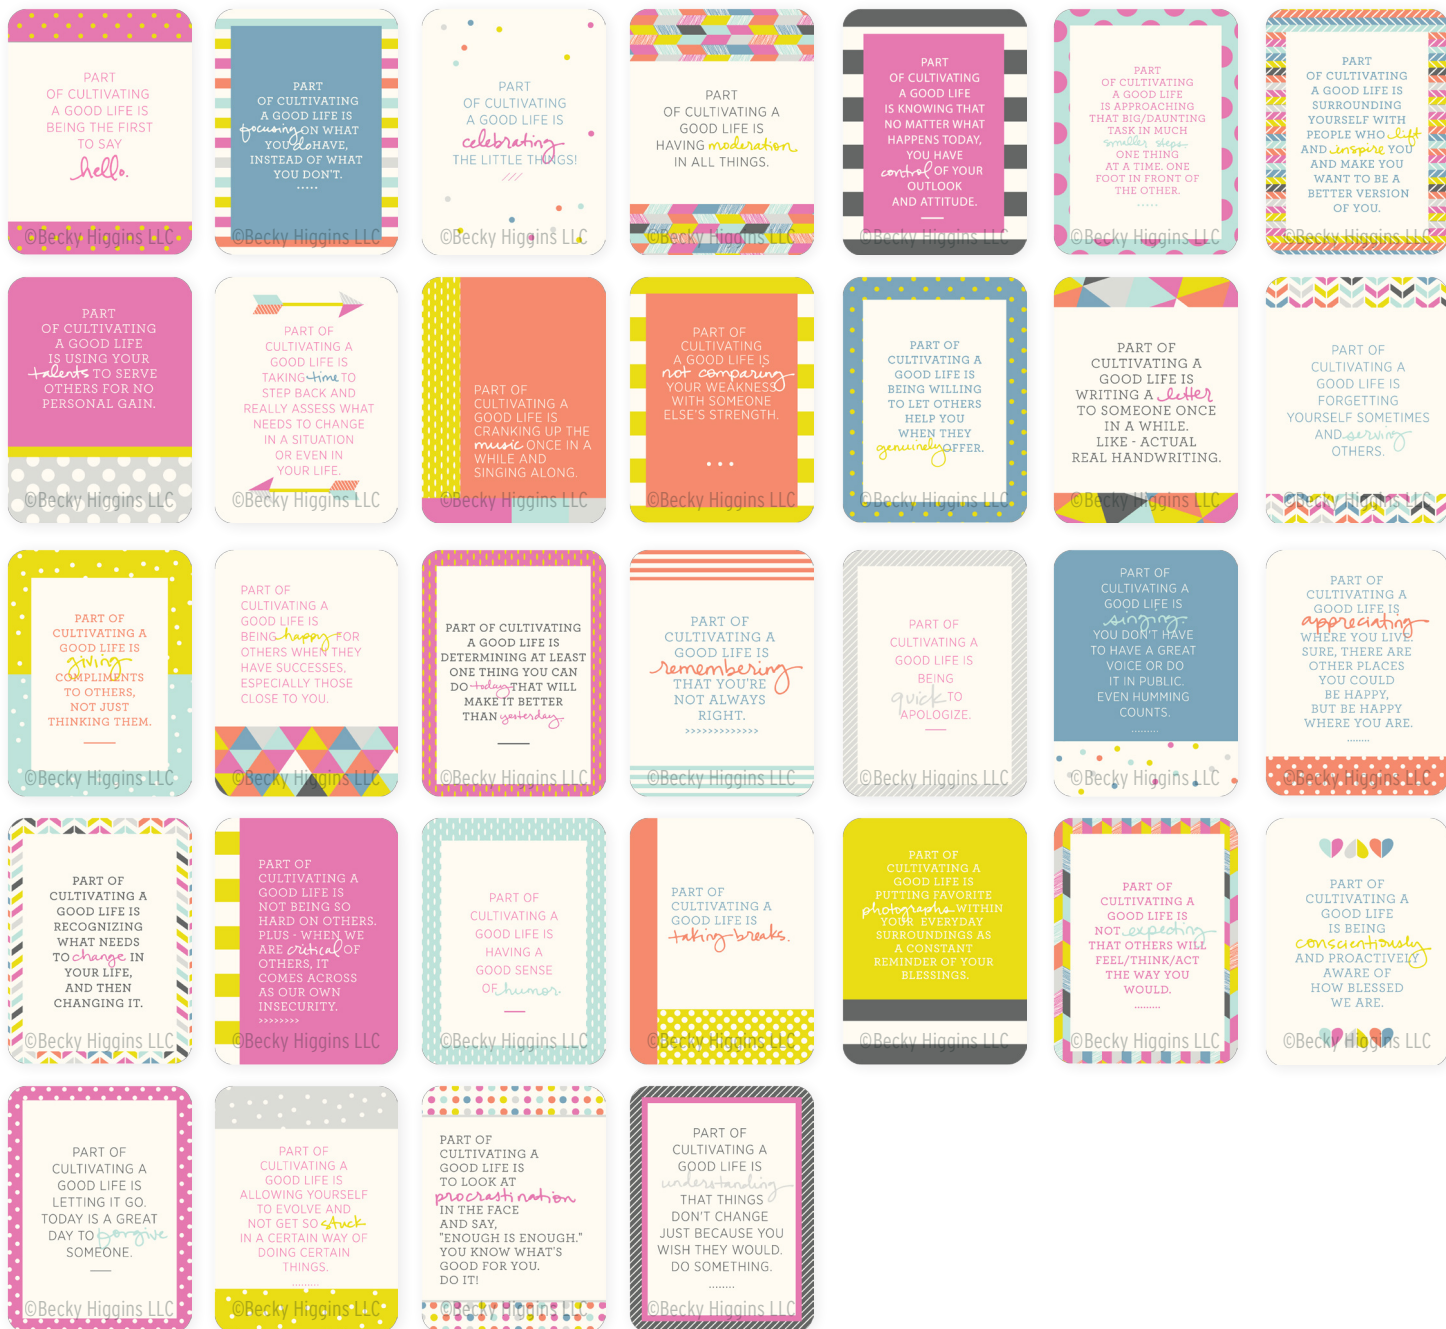 PART
OF CULTIVATING
A GOOD LIFE IS
BEING THE FIRST
TO SAY
hello.
©Becky Higgins LLC
PART
OF CULTIVATING
A GOOD LIFE IS
focusing ON WHAT
YOU do HAVE,
INSTEAD OF WHAT
YOU DON'T.
©Becky Higgins LLC
PART
OF CULTIVATING
A GOOD LIFE IS
celebrating
THE LITTLE THINGS!
©Becky Higgins LLC
PART
OF CULTIVATING A
GOOD LIFE IS
HAVING moderation
IN ALL THINGS.
©Becky Higgins LLC
PART
OF CULTIVATING
A GOOD LIFE
IS KNOWING THAT
NO MATTER WHAT
HAPPENS TODAY,
YOU HAVE
control OF YOUR
OUTLOOK
AND ATTITUDE.
©Becky Higgins LLC
PART
OF CULTIVATING
A GOOD LIFE
IS APPROACHING
THAT BIG/DAUNTING
TASK IN MUCH
smaller steps.
ONE THING
AT A TIME. ONE
FOOT IN FRONT OF
THE OTHER.
©Becky Higgins LLC
PART
OF CULTIVATING
A GOOD LIFE IS
SURROUNDING
YOURSELF WITH
PEOPLE WHO lift
AND inspire YOU
AND MAKE YOU
WANT TO BE A
BETTER VERSION
OF YOU.
©Becky Higgins LLC
PART
OF CULTIVATING
A GOOD LIFE
IS USING YOUR
talents TO SERVE
OTHERS FOR NO
PERSONAL GAIN.
©Becky Higgins LLC
PART OF
CULTIVATING A
GOOD LIFE IS
TAKING time TO
STEP BACK AND
REALLY ASSESS WHAT
NEEDS TO CHANGE
IN A SITUATION
OR EVEN IN
YOUR LIFE.
©Becky Higgins LLC
PART OF
CULTIVATING A
GOOD LIFE IS
CRANKING UP THE
music ONCE IN A
WHILE AND
SINGING ALONG.
©Becky Higgins LLC
PART OF
CULTIVATING
A GOOD LIFE IS
not comparing
YOUR WEAKNESS
WITH SOMEONE
ELSE'S STRENGTH.
©Becky Higgins LLC
PART OF
CULTIVATING A
GOOD LIFE IS
BEING WILLING
TO LET OTHERS
HELP YOU
WHEN THEY
genuinely OFFER.
©Becky Higgins LLC
PART OF
CULTIVATING A
GOOD LIFE IS
WRITING A letter
TO SOMEONE ONCE
IN A WHILE.
LIKE - ACTUAL
REAL HANDWRITING.
©Becky Higgins LLC
PART OF
CULTIVATING A
GOOD LIFE IS
FORGETTING
YOURSELF SOMETIMES
AND serving
OTHERS.
©Becky Higgins LLC
PART OF
CULTIVATING A
GOOD LIFE IS
giving
COMPLIMENTS
TO OTHERS,
NOT JUST
THINKING THEM.
©Becky Higgins LLC
PART OF
CULTIVATING A
GOOD LIFE IS
BEING happy FOR
OTHERS WHEN THEY
HAVE SUCCESSES,
ESPECIALLY THOSE
CLOSE TO YOU.
©Becky Higgins LLC
PART OF CULTIVATING
A GOOD LIFE IS
DETERMINING AT LEAST
ONE THING YOU CAN
DO today THAT WILL
MAKE IT BETTER
THAN yesterday.
©Becky Higgins LLC
PART OF
CULTIVATING A
GOOD LIFE IS
remembering
THAT YOU'RE
NOT ALWAYS
RIGHT.
>>>>>>>>>>>>>
©Becky Higgins LLC
PART OF
CULTIVATING A
GOOD LIFE IS
BEING
quick TO
APOLOGIZE.
©Becky Higgins LLC
PART OF
CULTIVATING A
GOOD LIFE IS
singing.
YOU DON'T HAVE
TO HAVE A GREAT
VOICE OR DO
IT IN PUBLIC.
EVEN HUMMING
COUNTS.
©Becky Higgins LLC
PART OF
CULTIVATING A
GOOD LIFE IS
appreciating
WHERE YOU LIVE.
SURE, THERE ARE
OTHER PLACES
YOU COULD
BE HAPPY,
BUT BE HAPPY
WHERE YOU ARE.
©Becky Higgins LLC
PART OF
CULTIVATING A
GOOD LIFE IS
RECOGNIZING
WHAT NEEDS
TO change IN
YOUR LIFE,
AND THEN
CHANGING IT.
©Becky Higgins LLC
PART OF
CULTIVATING A
GOOD LIFE IS
NOT BEING SO
HARD ON OTHERS.
PLUS - WHEN WE
ARE critical OF
OTHERS, IT
COMES ACROSS
AS OUR OWN
INSECURITY.
>>>>>>>>
©Becky Higgins LLC
PART OF
CULTIVATING A
GOOD LIFE IS
HAVING A
GOOD SENSE
OF humor.
©Becky Higgins LLC
PART OF
CULTIVATING A
GOOD LIFE IS
taking breaks.
©Becky Higgins LLC
PART OF
CULTIVATING A
GOOD LIFE IS
PUTTING FAVORITE
photographs WITHIN
YOUR EVERYDAY
SURROUNDINGS AS
A CONSTANT
REMINDER OF YOUR
BLESSINGS.
©Becky Higgins LLC
PART OF
CULTIVATING A
GOOD LIFE IS
NOT expecting
THAT OTHERS WILL
FEEL/THINK/ACT
THE WAY YOU
WOULD.
©Becky Higgins LLC
PART OF
CULTIVATING A
GOOD LIFE
IS BEING
conscientiously
AND PROACTIVELY
AWARE OF
HOW BLESSED
WE ARE.
©Becky Higgins LLC
PART OF
CULTIVATING A
GOOD LIFE IS
LETTING IT GO.
TODAY IS A GREAT
DAY TO forgive
SOMEONE.
©Becky Higgins LLC
PART OF
CULTIVATING A
GOOD LIFE IS
ALLOWING YOURSELF
TO EVOLVE AND
NOT GET SO stuck
IN A CERTAIN WAY OF
DOING CERTAIN
THINGS.
©Becky Higgins LLC
PART OF
CULTIVATING A
GOOD LIFE IS
TO LOOK AT
procrastination
IN THE FACE
AND SAY,
"ENOUGH IS ENOUGH."
YOU KNOW WHAT'S
GOOD FOR YOU.
DO IT!
©Becky Higgins LLC
PART OF
CULTIVATING A
GOOD LIFE IS
understanding
THAT THINGS
DON'T CHANGE
JUST BECAUSE YOU
WISH THEY WOULD.
DO SOMETHING.
©Becky Higgins LLC